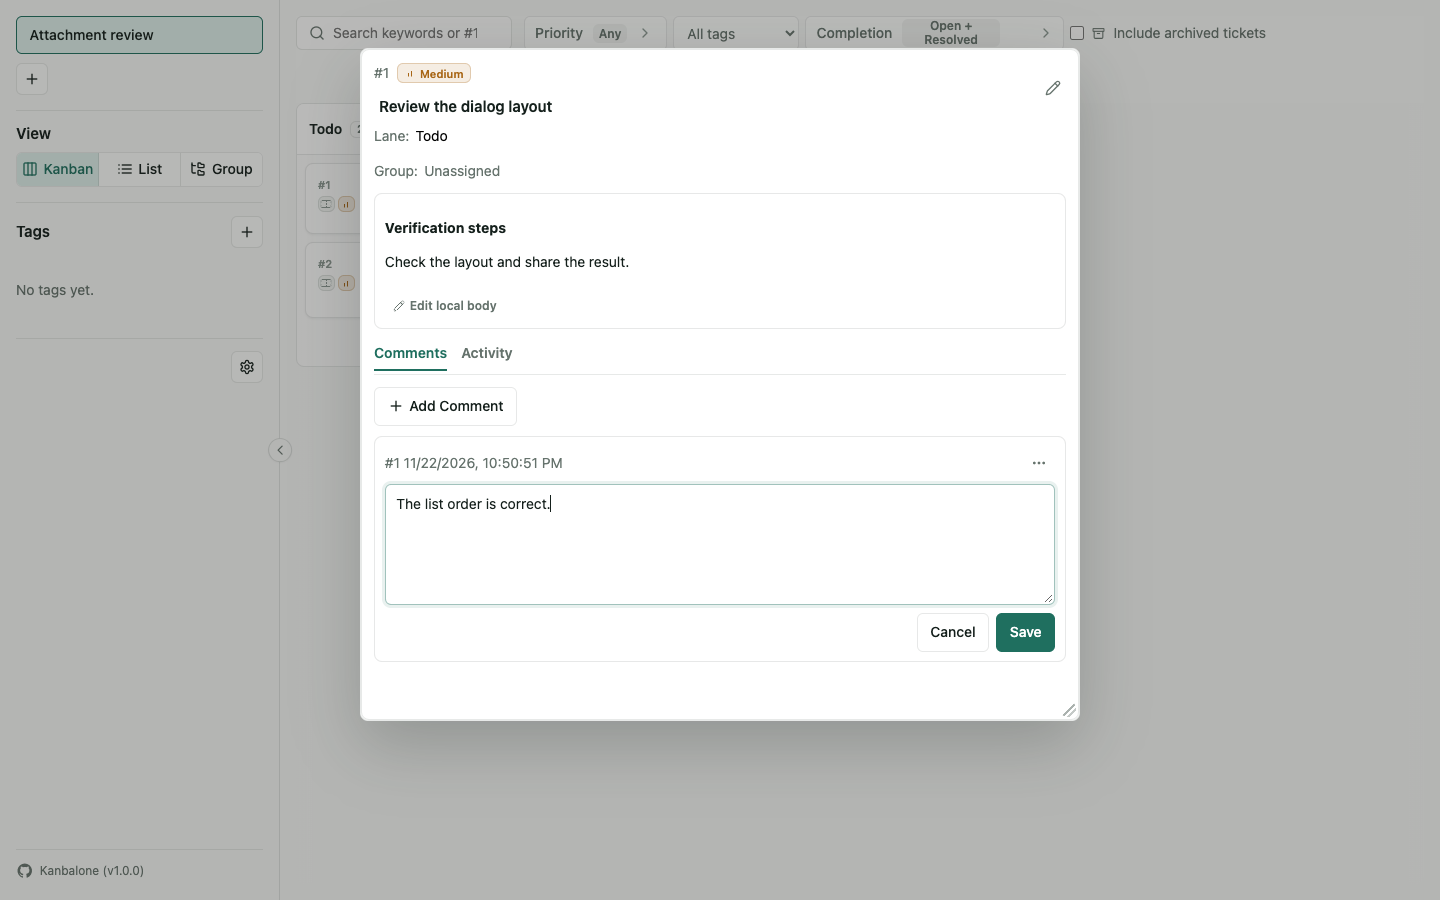 Attachment review
Search keywords or #1
Priority Any
All tags
Completion
Open +
Resolved
Include archived tickets
View
Kanban
List
Group
Tags
No tags yet.
Kanbalone (v1.0.0)
Todo
#1
#2
#1 Medium
Review the dialog layout
Lane: Todo
Group: Unassigned
Verification steps
Check the layout and share the result.
Edit local body
Comments
Activity
Add Comment
#1 11/22/2026, 10:50:51 PM
The list order is correct.
Cancel
Save